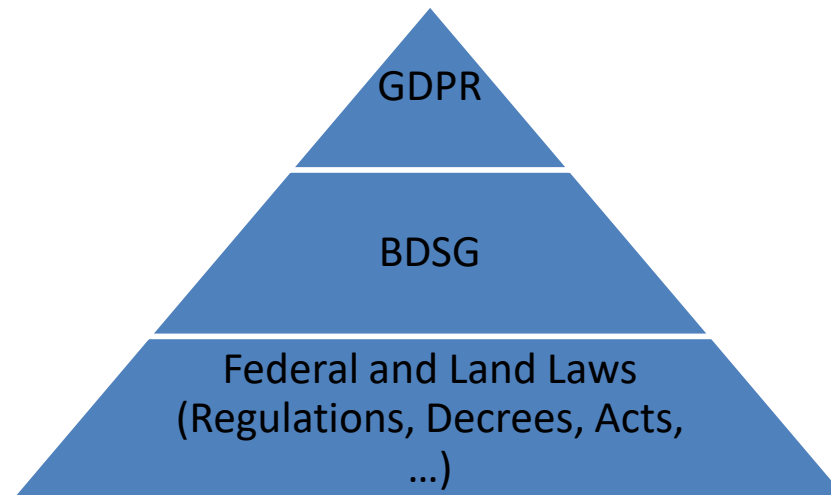 GDPR
BDSG
Federal and Land Laws
(Regulations, Decrees, Acts,
...)